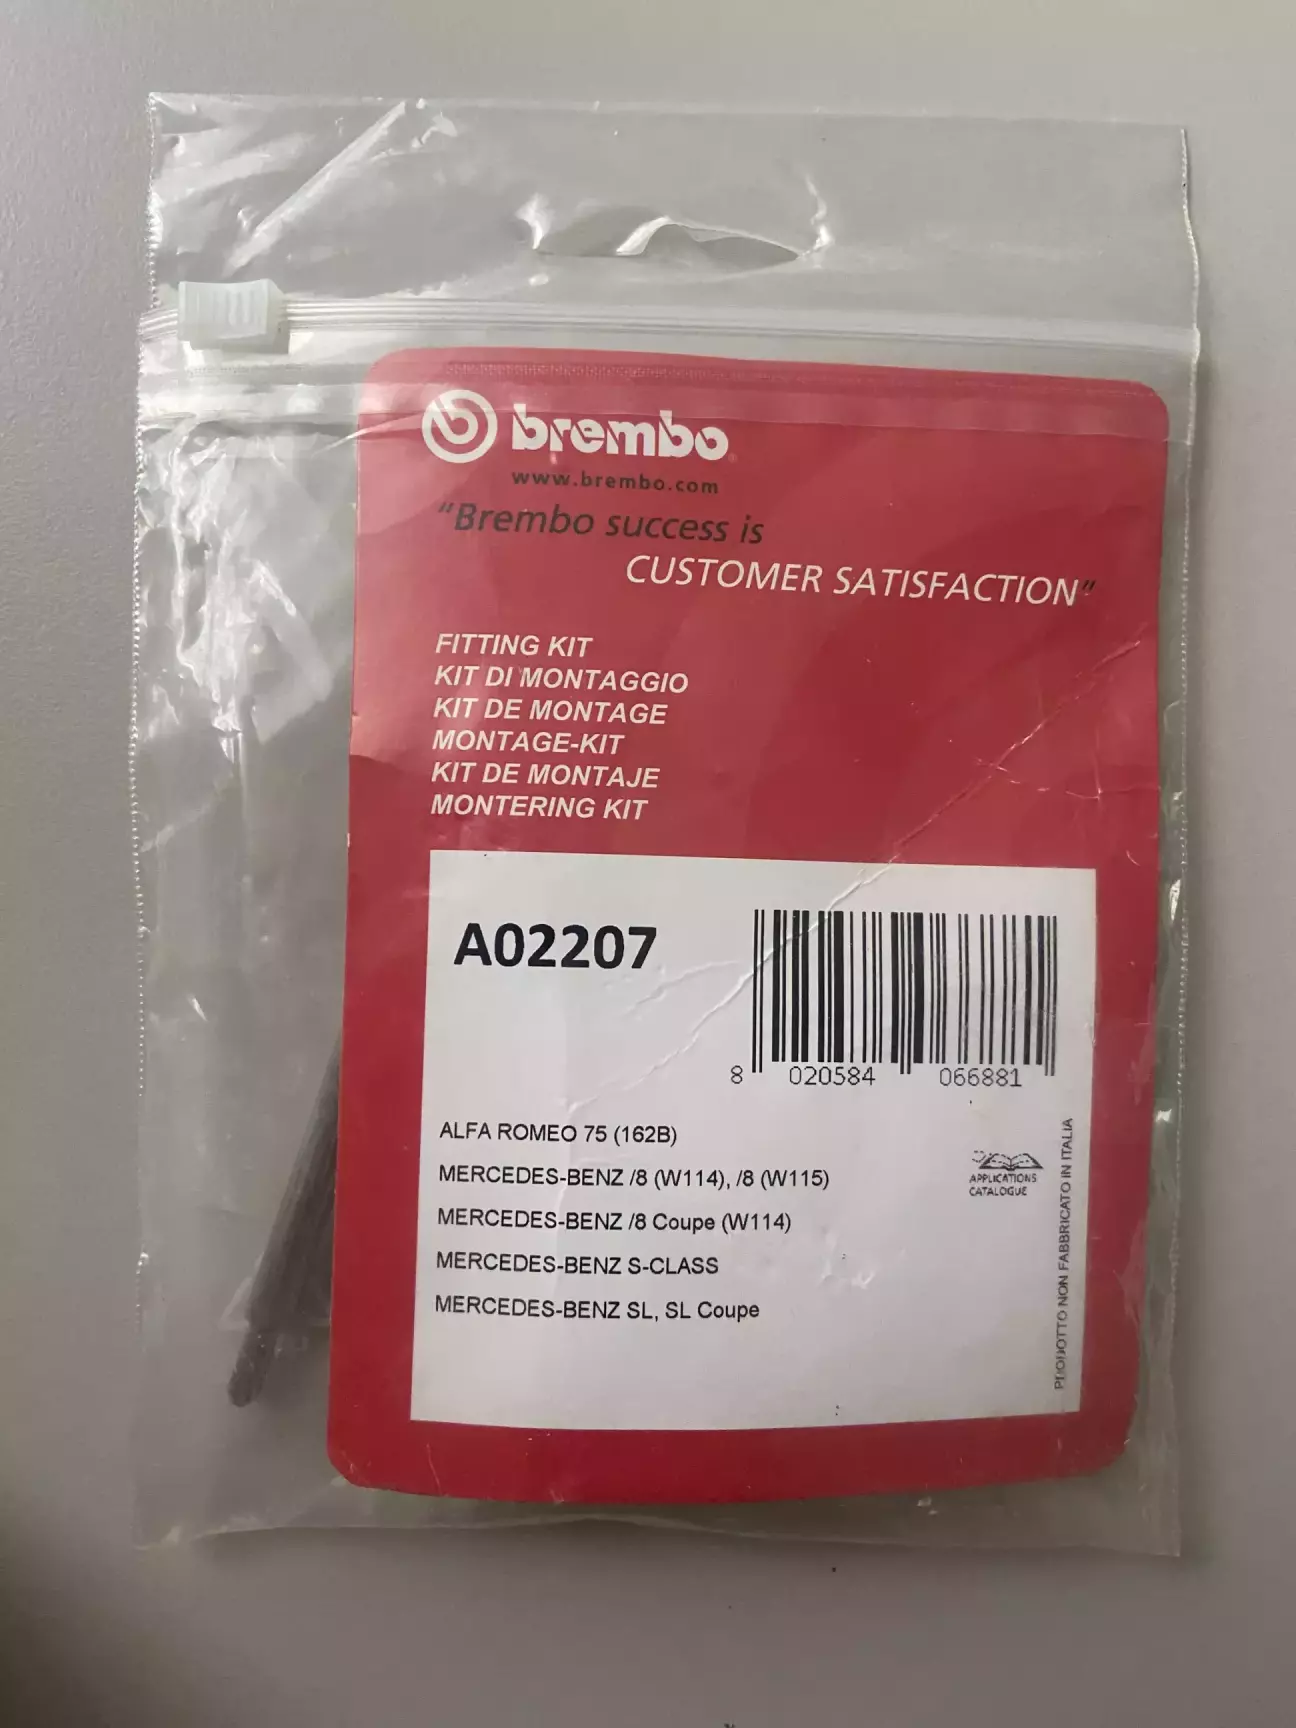 brembo
www.brembo.com
"Brembo success is
CUSTOMER SATISFACTION"
FITTING KIT
KIT DI MONTAGGIO
KIT DE MONTAGE
MONTAGE-KIT
KIT DE MONTAJE
MONTERING KIT
A02207
8 020584 066881
ALFA ROMEO 75 (162B)
MERCEDES-BENZ /8 (W114), /8 (W115)
MERCEDES-BENZ /8 Coupe (W114)
MERCEDES-BENZ S-CLASS
MERCEDES-BENZ SL, SL Coupe
APPLICATIONS
CATALOGUE
PRODOTTO NON FABBRICATO IN ITALIA